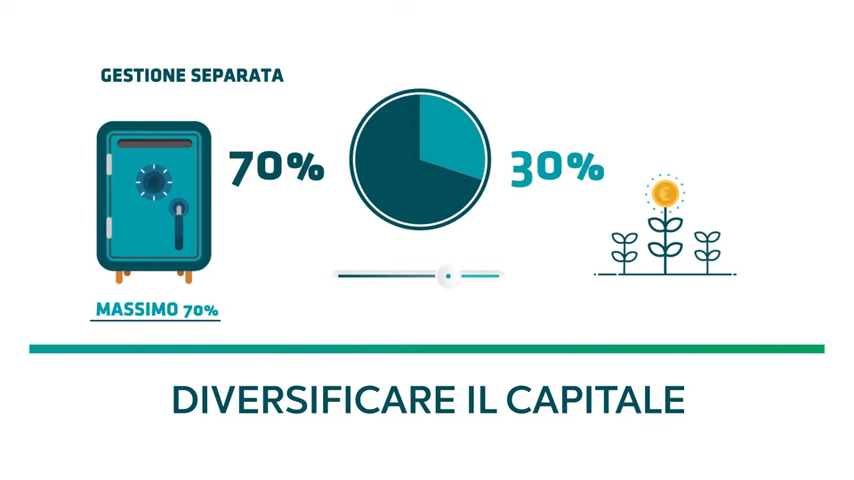 GESTIONE SEPARATA
70%
30%
€
MASSIMO 70%
DIVERSIFICARE IL CAPITALE